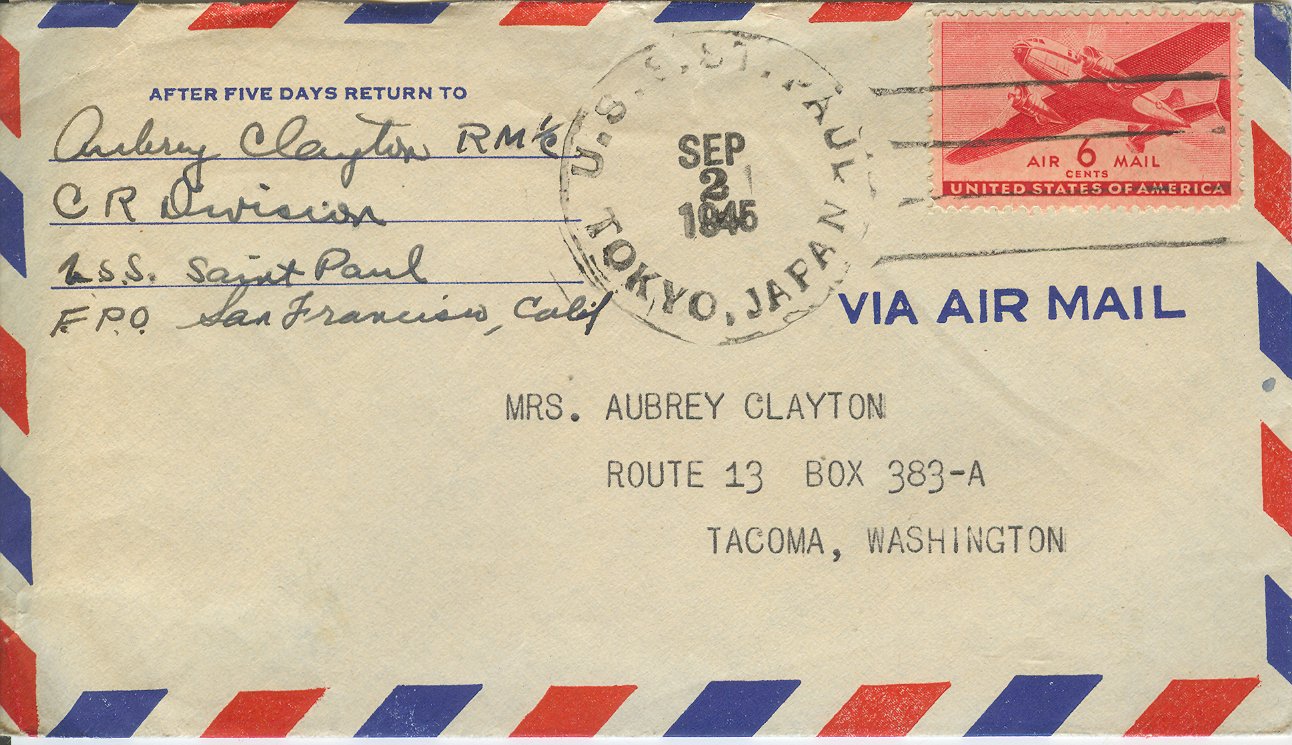 AFTER FIVE DAYS RETURN TO
Aubrey Clayton RM 1/c
C R Division
U.S.S. Saint Paul
F.P.O. San Francisco, Calif
U.S.S. ST. PAUL
SEP
2
1945
TOKYO, JAPAN
AIR 6 MAIL
CENTS
UNITED STATES OF AMERICA
VIA AIR MAIL
MRS. AUBREY CLAYTON
ROUTE 13 BOX 383-A
TACOMA, WASHINGTON